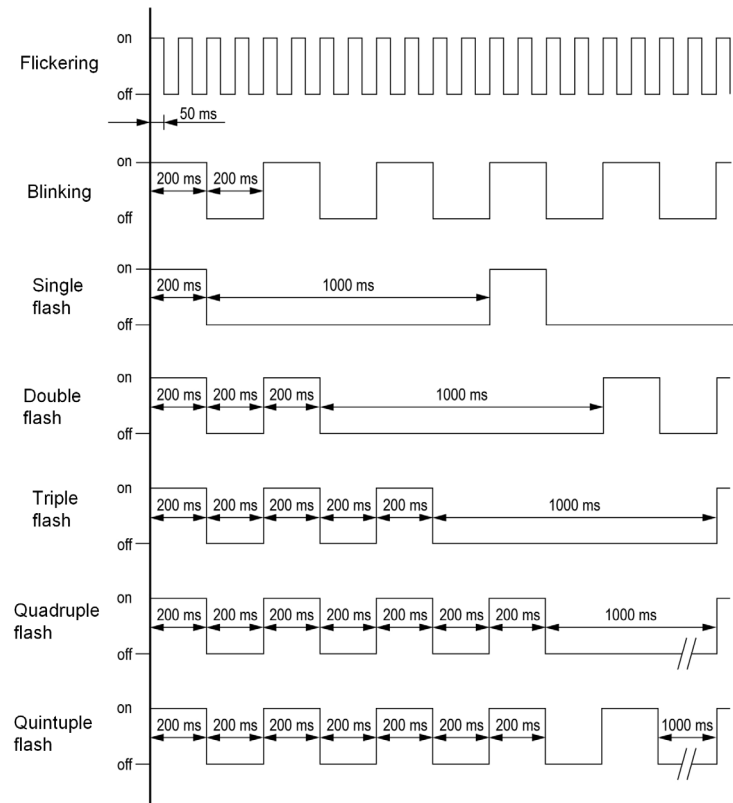 on
Flickering
off
50 ms
on
200 ms 200 ms
Blinking
off
on
Single
200 ms 1000 ms
flash
off
on
Double
200 ms 200 ms 200 ms 1000 ms
flash
off
on
Triple
200 ms 200 ms 200 ms 200 ms 200 ms 1000 ms
flash
off
on
Quadruple
200 ms 200 ms 200 ms 200 ms 200 ms 200 ms 200 ms 1000 ms
flash
off
on
Quintuple
200 ms 200 ms 200 ms 200 ms 200 ms 200 ms 200 ms 1000 ms
flash
off